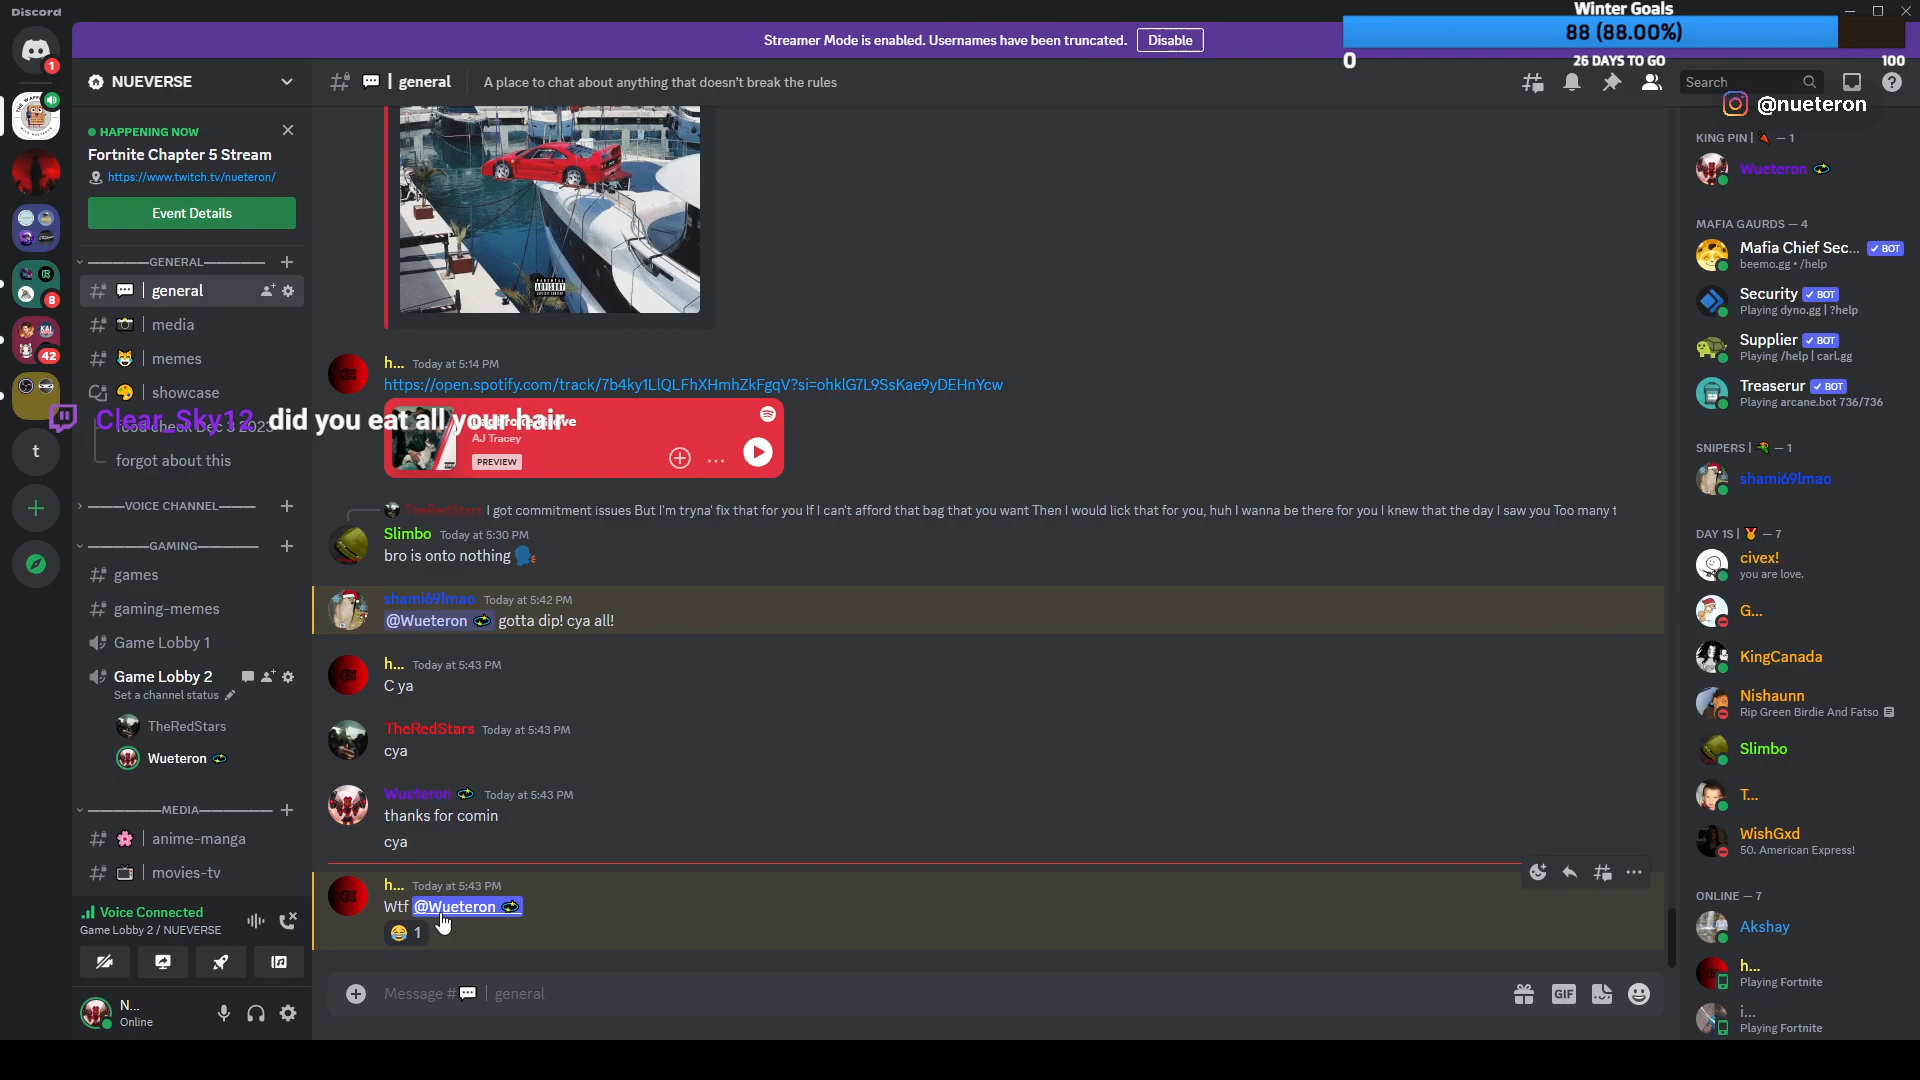 Discord
Winter Goals
88 (88.00%)
0
26 DAYS TO GO
100
Streamer Mode is enabled. Usernames have been truncated.
Disable
1
NUEVERSE
general
A place to chat about anything that doesn't break the rules
Search
@nueteron
HAPPENING NOW
Fortnite Chapter 5 Stream
https://www.twitch.tv/nueteron/
Event Details
GENERAL
general
media
memes
showcase
food check Dec 3 2023
forgot about this
VOICE CHANNEL
GAMING
games
gaming-memes
Game Lobby 1
Game Lobby 2
Set a channel status
TheRedStars
Wueteron
MEDIA
anime-manga
movies-tv
Voice Connected
Game Lobby 2 / NUEVERSE
N...
Online
8
KAI
42
t
Clear_Sky12 did you eat all your hair
PARENTAL
ADVISORY
h... Today at 5:14 PM
https://open.spotify.com/track/7b4ky1LlQLFhXHmhZkFgqV?si=ohklG7L9SsKae9yDEHnYcw
AJ Tracey
PREVIEW
TheRedStars I got commitment issues But I'm tryna' fix that for you If I can't afford that bag that you want Then I would lick that for you, huh I wanna be there for you I knew that the day I saw you Too many t
Slimbo Today at 5:30 PM
bro is onto nothing
shami69lmao Today at 5:42 PM
@Wueteron gotta dip! cya all!
h... Today at 5:43 PM
C ya
TheRedStars Today at 5:43 PM
cya
Wueteron Today at 5:43 PM
thanks for comin
cya
h... Today at 5:43 PM
Wtf @Wueteron
1
Message # general
GIF
KING PIN | — 1
Wueteron
MAFIA GAURDS — 4
Mafia Chief Sec... BOT
beemo.gg • /help
Security BOT
Playing dyno.gg | ?help
Supplier BOT
Playing /help | carl.gg
Treaserur BOT
Playing arcane.bot 736/736
SNIPERS | — 1
shami69lmao
DAY 1S | — 7
civex!
you are love.
G...
KingCanada
Nishaunn
Rip Green Birdie And Fatso
Slimbo
T...
WishGxd
50. American Express!
ONLINE — 7
Akshay
h...
Playing Fortnite
i...
Playing Fortnite